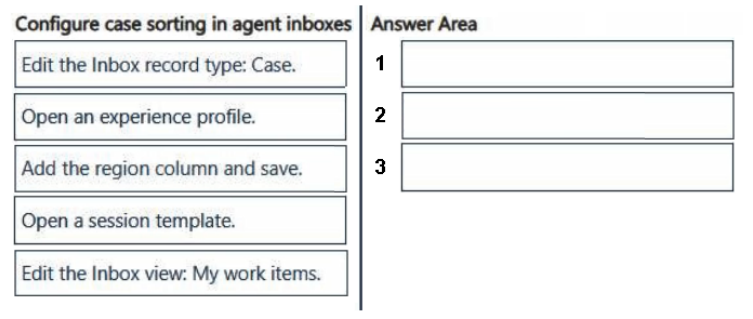 Configure case sorting in agent inboxes
Answer Area
Edit the Inbox record type: Case.
1
Open an experience profile.
2
Add the region column and save.
3
Open a session template.
Edit the Inbox view: My work items.